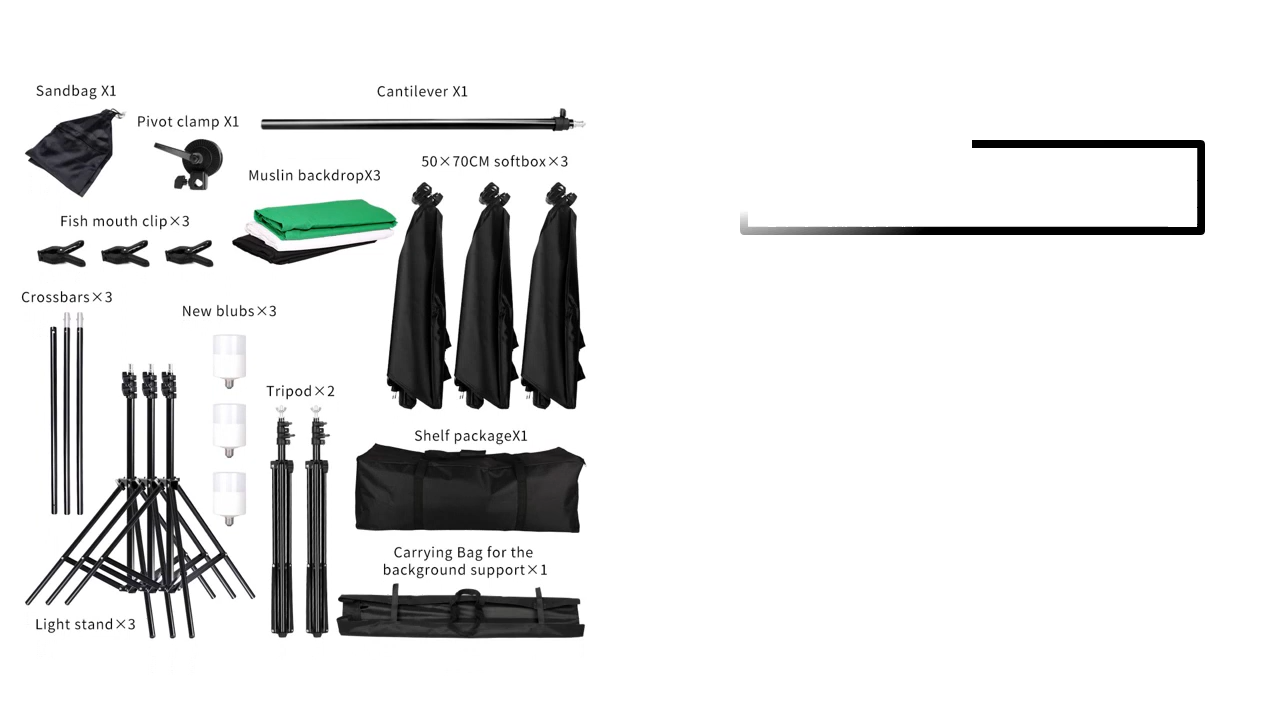 Sandbag X1
Cantilever X1
Pivot clamp X1
50×70CM softbox×3
Muslin backdropX3
Fish mouth clip×3
Crossbars×3
New blubs×3
Tripod×2
Shelf packageX1
Carrying Bag for the
background support×1
Light stand×3